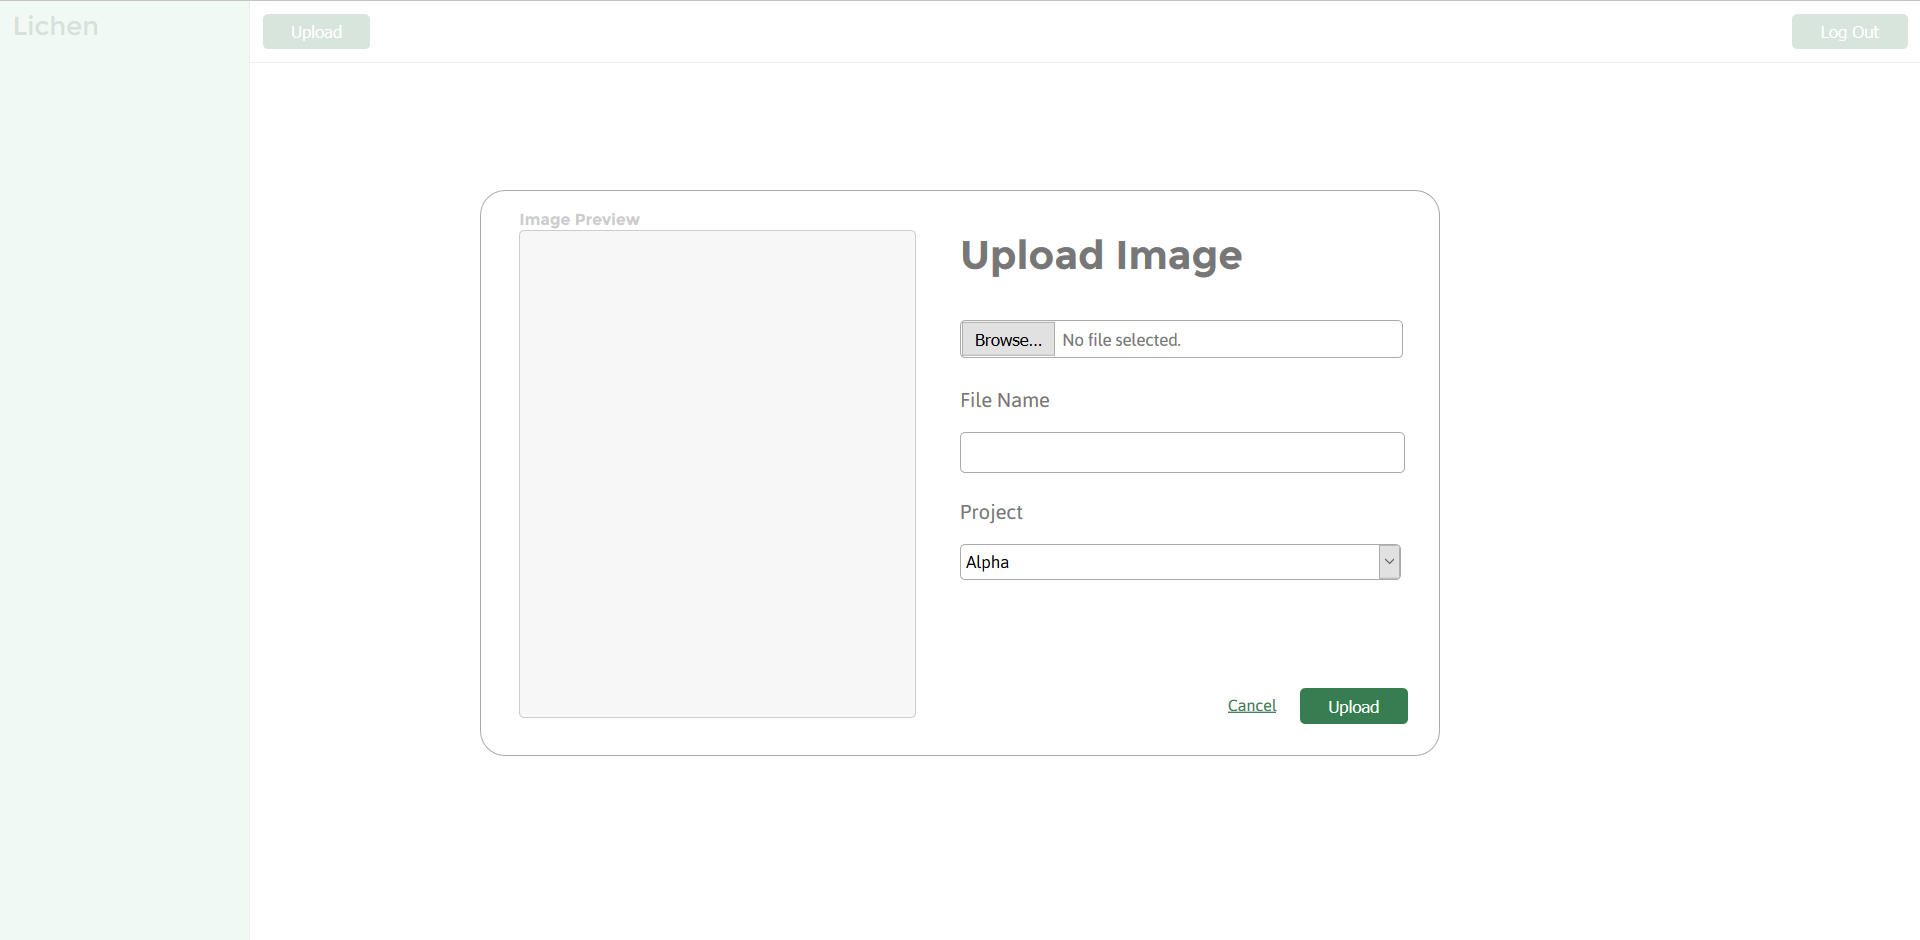 Lichen
Upload
Log Out
Image Preview
Upload Image
Browse... No file selected.
File Name
Project
Alpha
Cancel
Upload